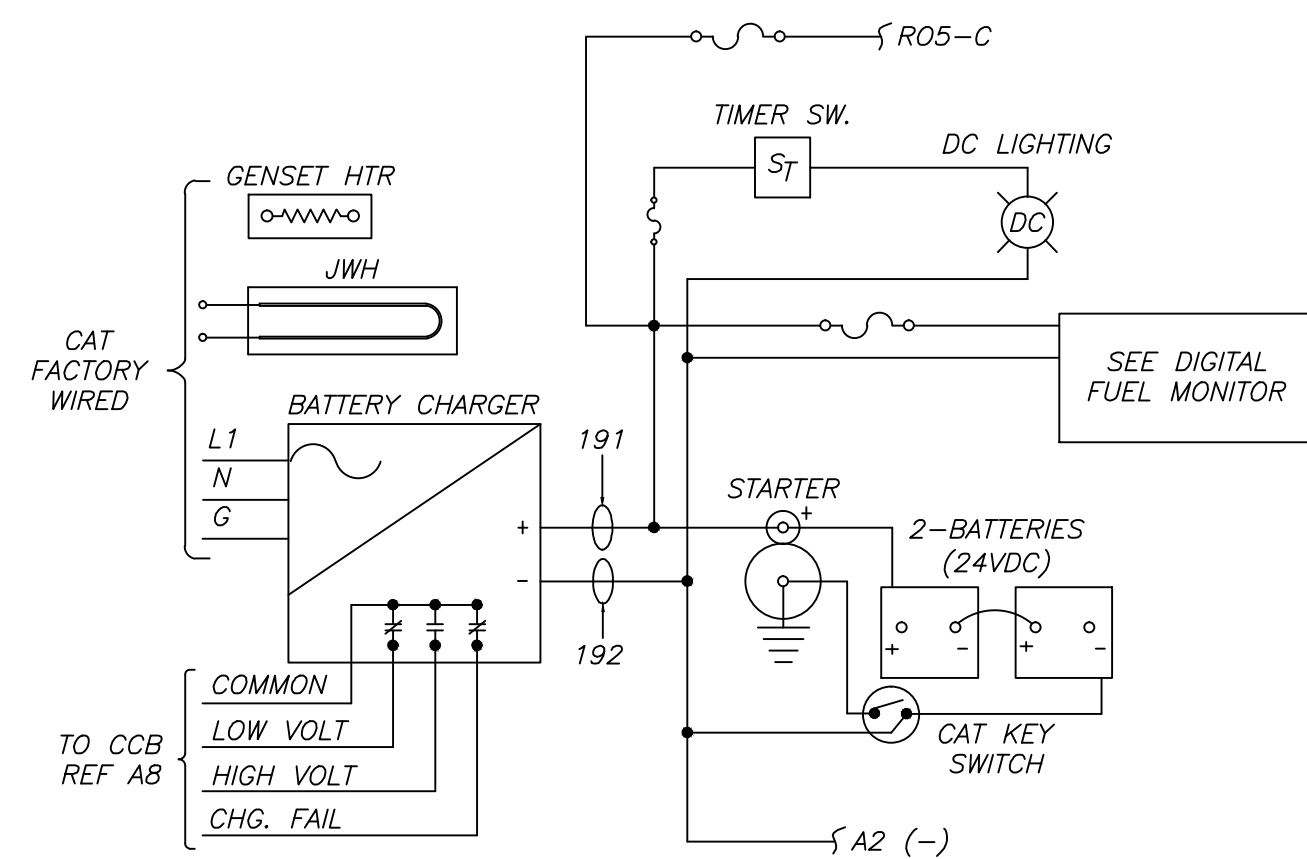 RO5-C
TIMER SW.
ST
DC LIGHTING
DC
GENSET HTR
JWH
CAT
FACTORY
WIRED
SEE DIGITAL
FUEL MONITOR
BATTERY CHARGER
L1
N
G
+
-
191
192
STARTER
+
2-BATTERIES
(24VDC)
+ -
+ -
CAT KEY
SWITCH
TO CCB
REF A8
COMMON
LOW VOLT
HIGH VOLT
CHG. FAIL
A2 (-)